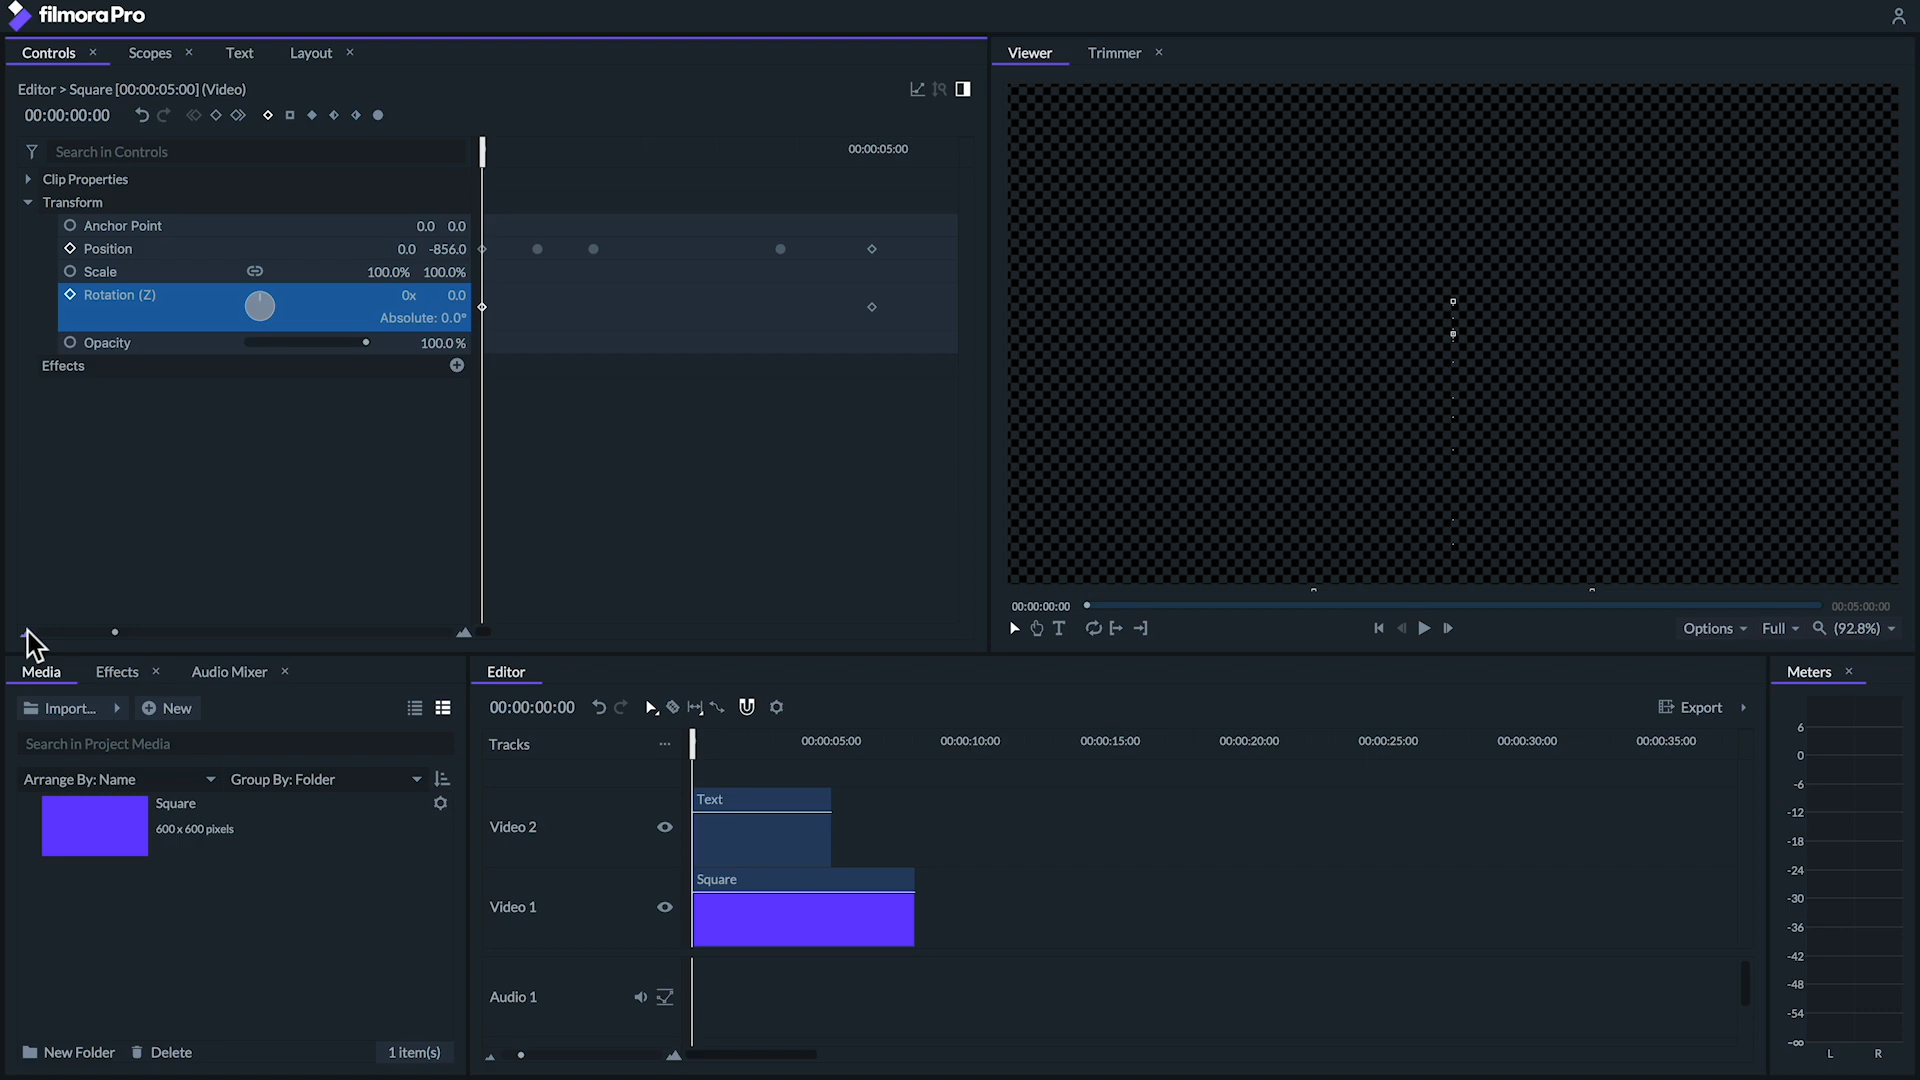 filmoraPro
Controls
Scopes
Text
Layout
Viewer
Trimmer
Editor > Square [00:00:05:00] (Video)
00:00:00:00
Search in Controls
00:00:05:00
Clip Properties
Transform
Anchor Point 0.0 0.0
Position 0.0 -856.0
Scale 100.0% 100.0%
Rotation (Z) 0x 0.0
Absolute: 0.0°
Opacity 100.0 %
Effects
00:00:00:00
00:05:00:00
Options
Full
(92.8%)
Media
Effects
Audio Mixer
Editor
Meters
Import...
New
00:00:00:00
Export
Search in Project Media
Tracks
00:00:05:00
00:00:10:00
00:00:15:00
00:00:20:00
00:00:25:00
00:00:30:00
00:00:35:00
Arrange By: Name
Group By: Folder
Square
600 x 600 pixels
Text
Video 2
Square
Video 1
Audio 1
6
0
-6
-12
-18
-24
-30
-36
-42
-48
-54
-∞
L R
New Folder
Delete
1 item(s)